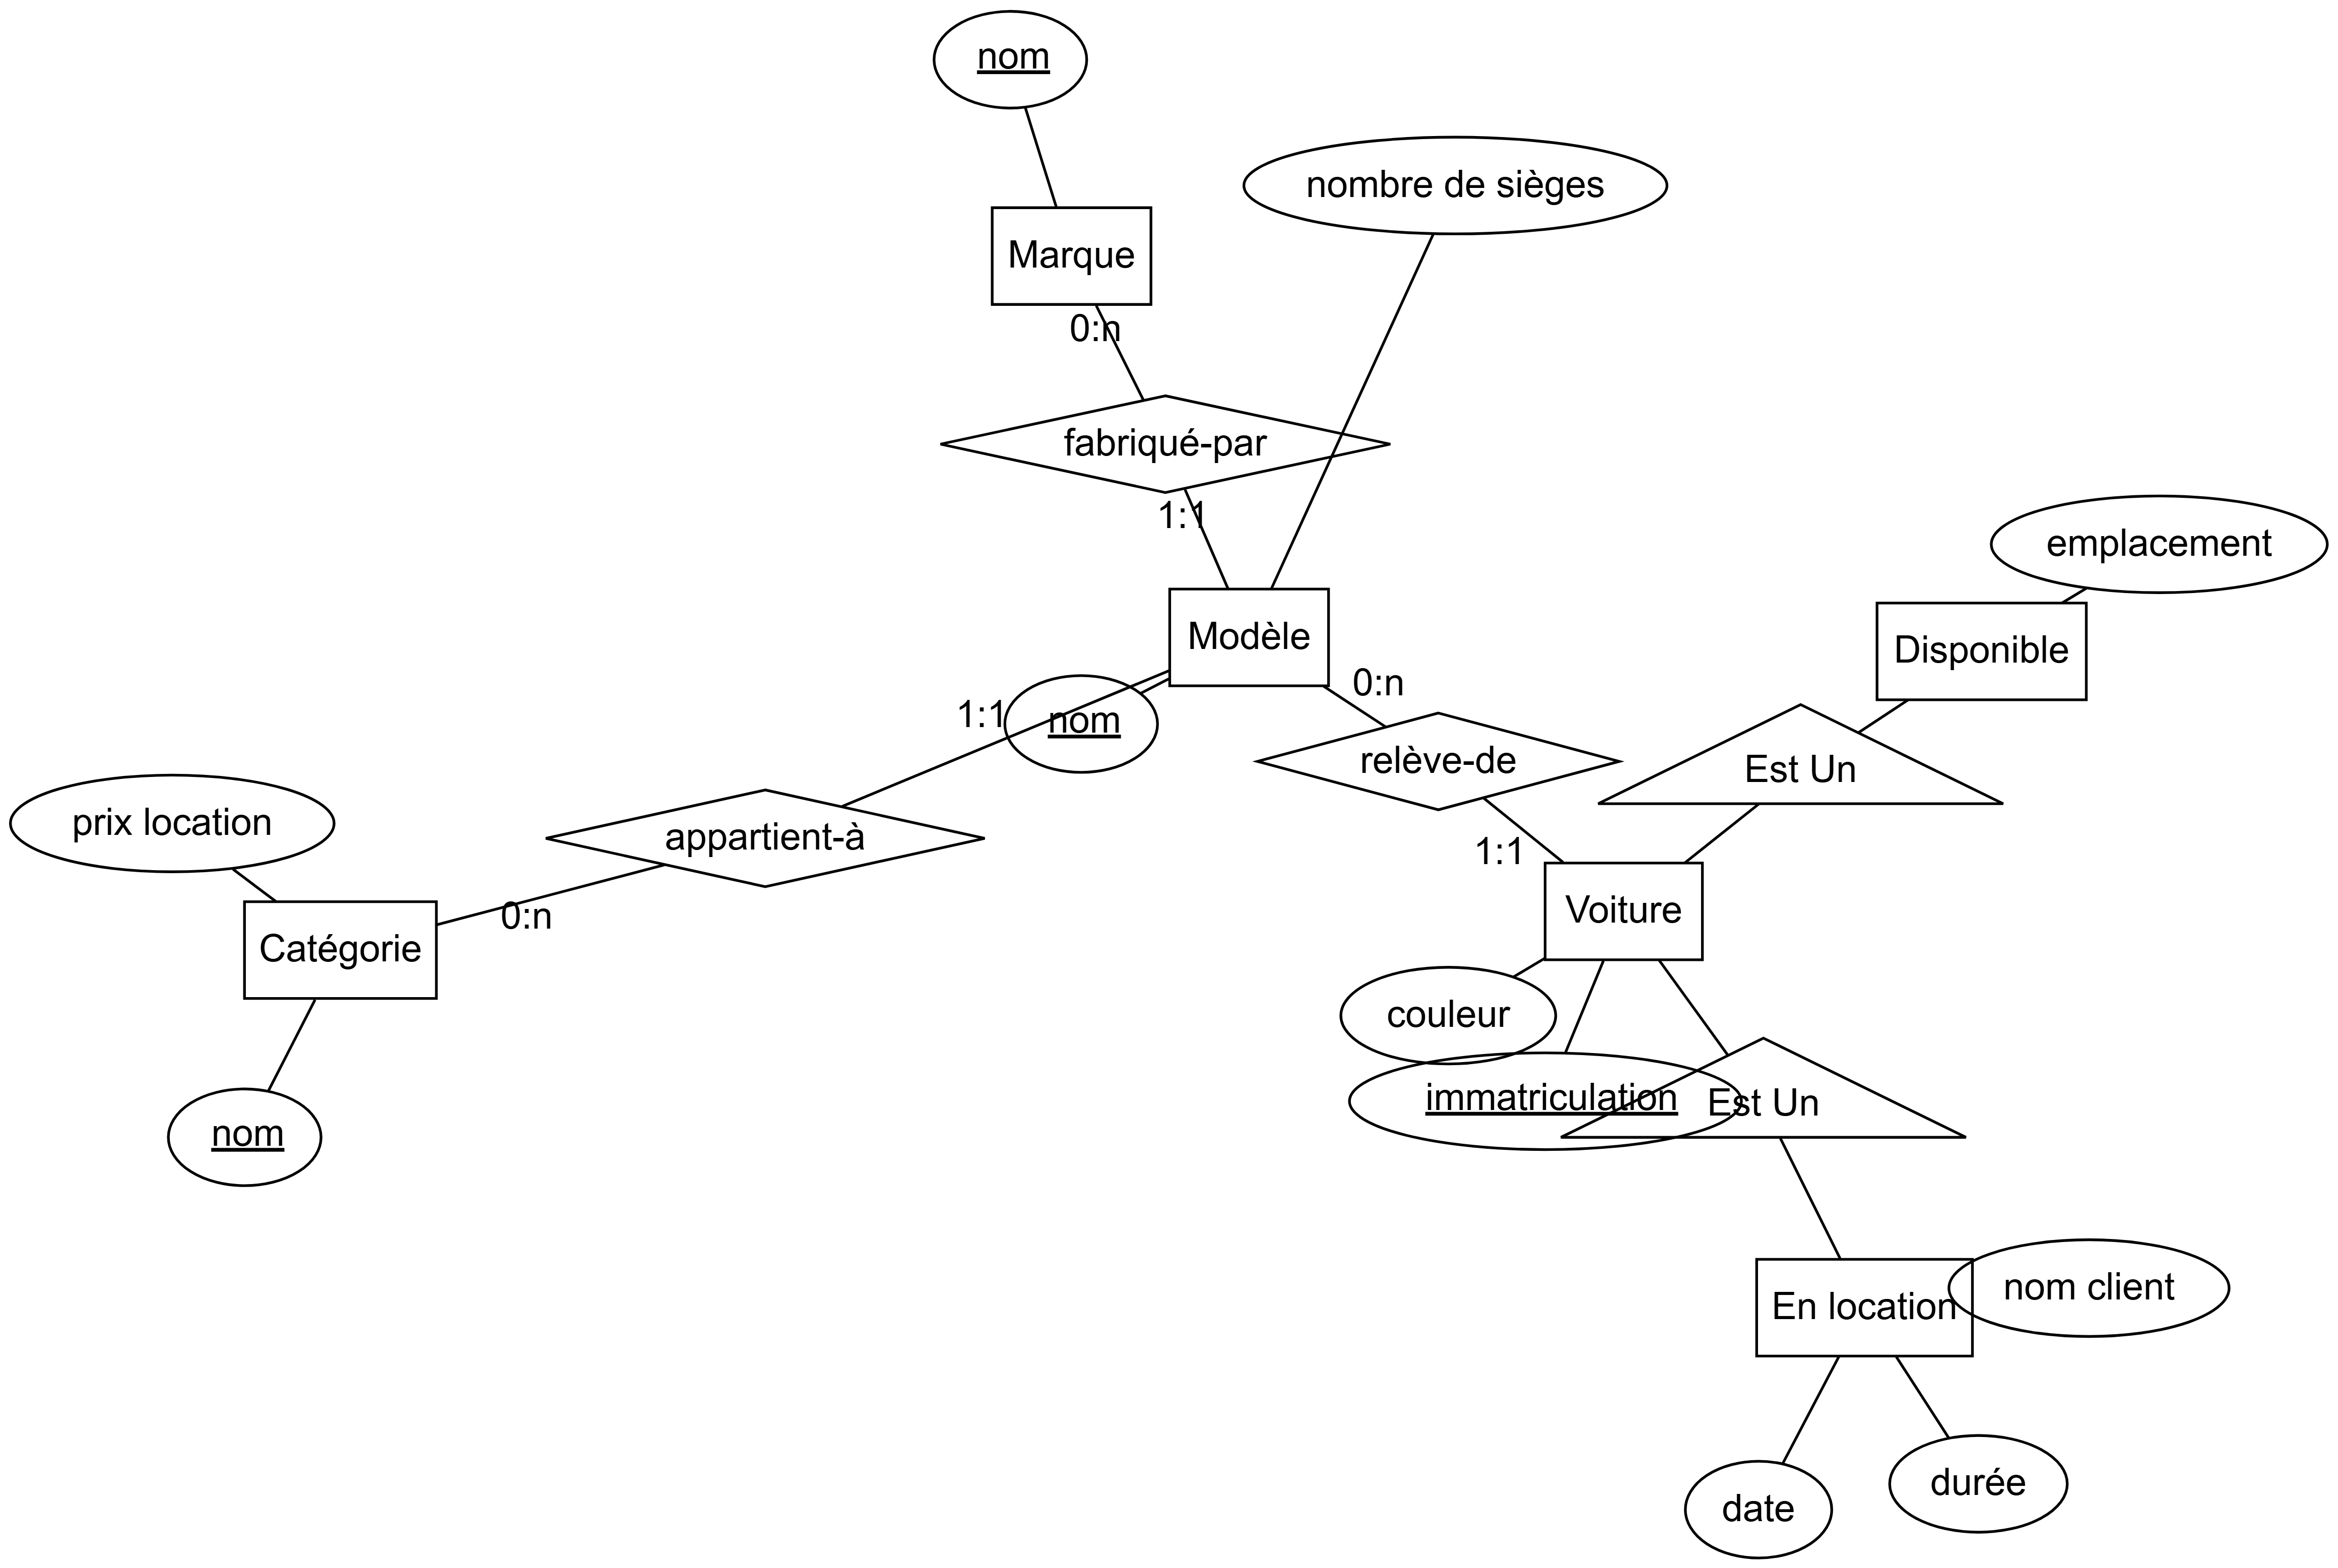 nom
nombre de sièges
Marque
0:n
fabriqué-par
1:1
emplacement
Modèle
Disponible
0:n
1:1
nom
relève-de
Est Un
prix location
appartient-à
1:1
Voiture
0:n
Catégorie
couleur
immatriculation
Est Un
nom
nom client
En location
durée
date